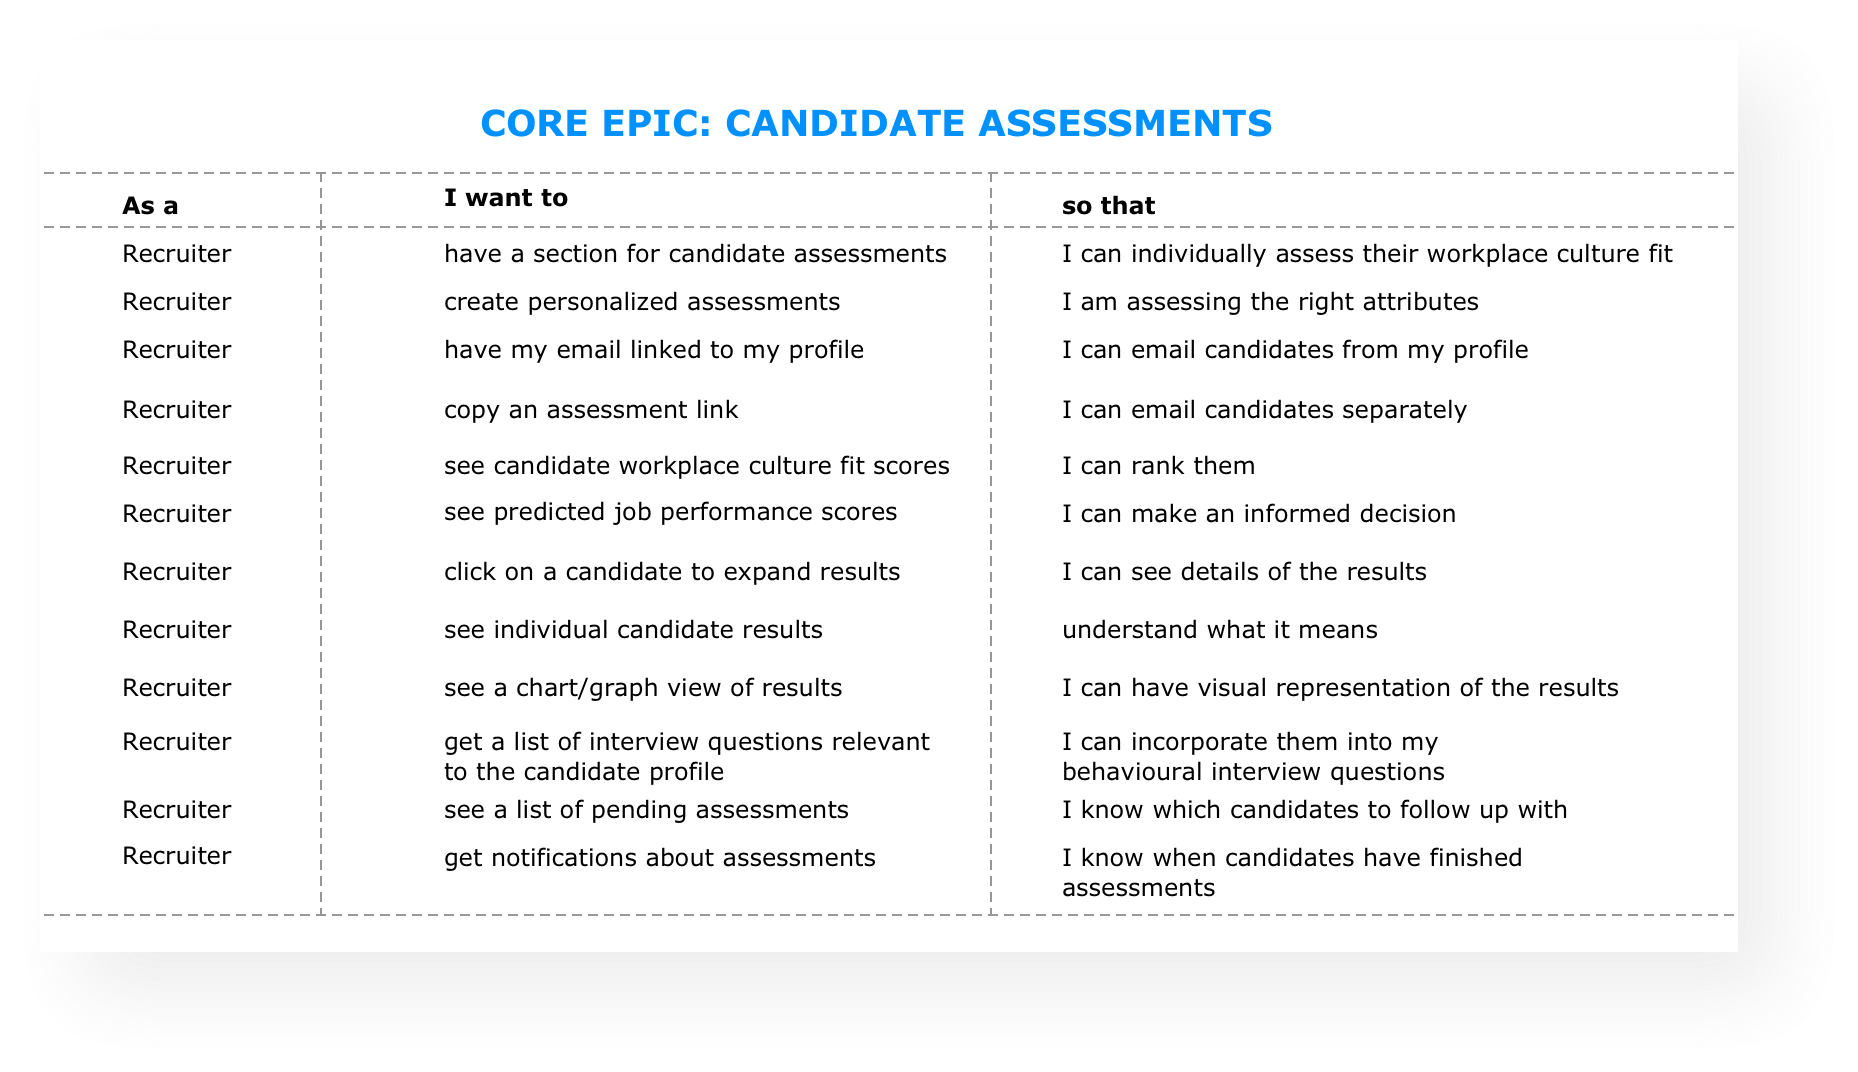 CORE EPIC: CANDIDATE ASSESSMENTS
As a I want to so that
Recruiter have a section for candidate assessments I can individually assess their workplace culture fit
Recruiter create personalized assessments I am assessing the right attributes
Recruiter have my email linked to my profile I can email candidates from my profile
Recruiter copy an assessment link I can email candidates separately
Recruiter see candidate workplace culture fit scores I can rank them
Recruiter see predicted job performance scores I can make an informed decision
Recruiter click on a candidate to expand results I can see details of the results
Recruiter see individual candidate results understand what it means
Recruiter see a chart/graph view of results I can have visual representation of the results
Recruiter get a list of interview questions relevant I can incorporate them into my
to the candidate profile behavioural interview questions
Recruiter see a list of pending assessments I know which candidates to follow up with
Recruiter get notifications about assessments I know when candidates have finished
assessments